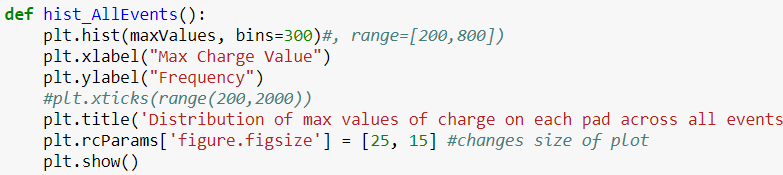 def hist_AllEvents():
    plt.hist(maxValues, bins=300)#, range=[200,800])
    plt.xlabel("Max Charge Value")
    plt.ylabel("Frequency")
    #plt.xticks(range(200,2000))
    plt.title('Distribution of max values of charge on each pad across all events
    plt.rcParams['figure.figsize'] = [25, 15] #changes size of plot
    plt.show()